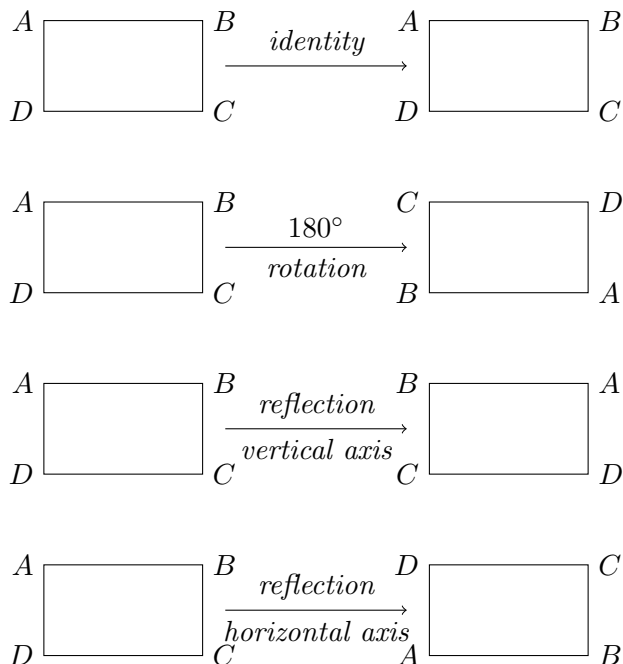 A B identity A B
D C D C
A B 180° C D
D C rotation B A
A B reflection B A
D C vertical axis C D
A B reflection D C
D C horizontal axis A B